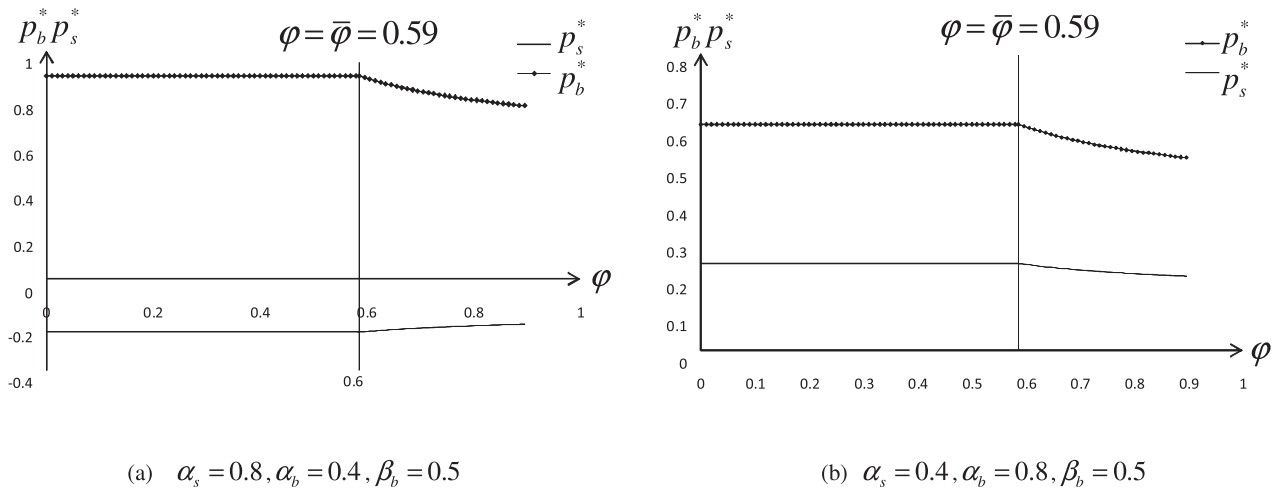 p_b^* p_s^*
φ = φ̄ = 0.59
p_s^*
p_b^*
1
0.8
0.6
0.4
0.2
0
-0.2
-0.4
0 0.2 0.4 0.6 0.8 1
0.6
φ
(a) α_s = 0.8, α_b = 0.4, β_b = 0.5
p_b^* p_s^*
φ = φ̄ = 0.59
p_b^*
p_s^*
0.8
0.7
0.6
0.5
0.4
0.3
0.2
0.1
0
0 0.1 0.2 0.3 0.4 0.5 0.6 0.7 0.8 0.9 1
φ
(b) α_s = 0.4, α_b = 0.8, β_b = 0.5